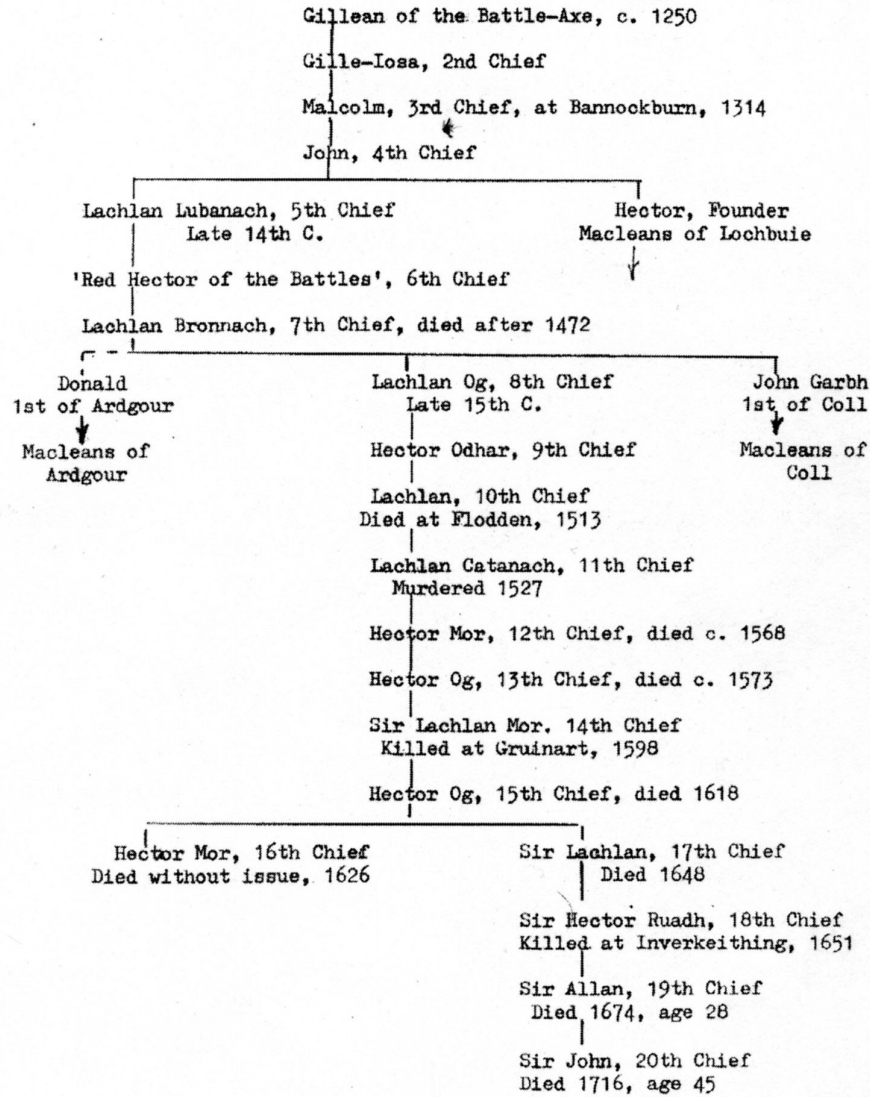 Gillean of the Battle-Axe, c. 1250
Gille-Iosa, 2nd Chief
Malcolm, 3rd Chief, at Bannockburn, 1314
John, 4th Chief
Lachlan Lubanach, 5th Chief
Late 14th C.
Hector, Founder
Macleans of Lochbuie
'Red Hector of the Battles', 6th Chief
Lachlan Bronnach, 7th Chief, died after 1472
Donald
1st of Ardgour
Macleans of
Ardgour
Lachlan Og, 8th Chief
Late 15th C.
John Garbh
1st of Coll
Macleans of
Coll
Hector Odhar, 9th Chief
Lachlan, 10th Chief
Died at Flodden, 1513
Lachlan Catanach, 11th Chief
Murdered 1527
Hector Mor, 12th Chief, died c. 1568
Hector Og, 13th Chief, died c. 1573
Sir Lachlan Mor. 14th Chief
Killed at Gruinart, 1598
Hector Og, 15th Chief, died 1618
Hector Mor, 16th Chief
Died without issue, 1626
Sir Lachlan, 17th Chief
Died 1648
Sir Hector Ruadh, 18th Chief
Killed at Inverkeithing, 1651
Sir Allan, 19th Chief
Died 1674, age 28
Sir John, 20th Chief
Died 1716, age 45